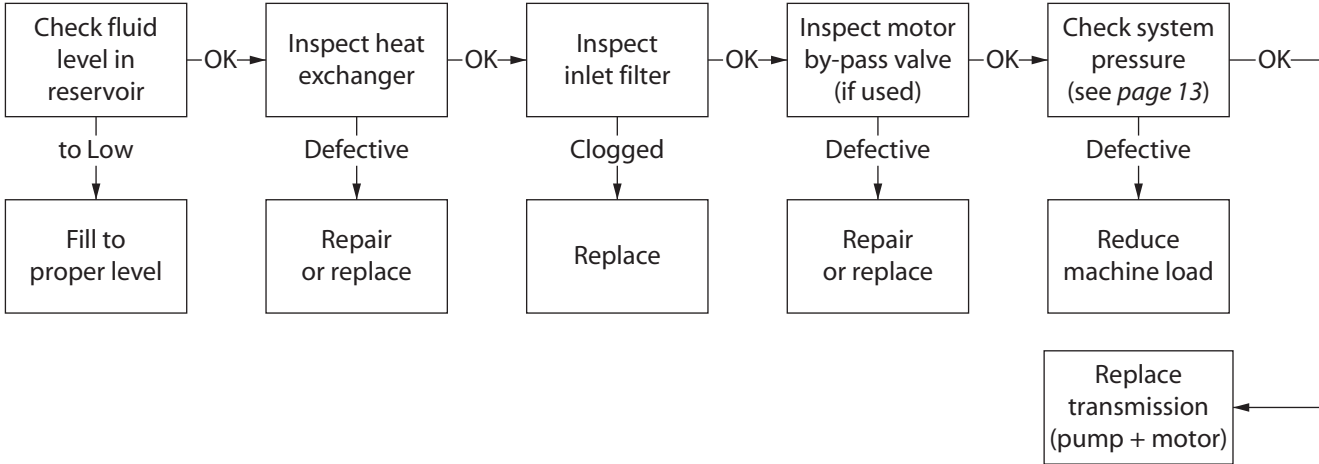 Check fluid
level in
reservoir
OK
Inspect heat
exchanger
OK
Inspect
inlet filter
OK
Inspect motor
by-pass valve
(if used)
OK
Check system
pressure
(see page 13)
OK
to Low
Defective
Clogged
Defective
Defective
Fill to
proper level
Repair
or replace
Replace
Repair
or replace
Reduce
machine load
Replace
transmission
(pump + motor)